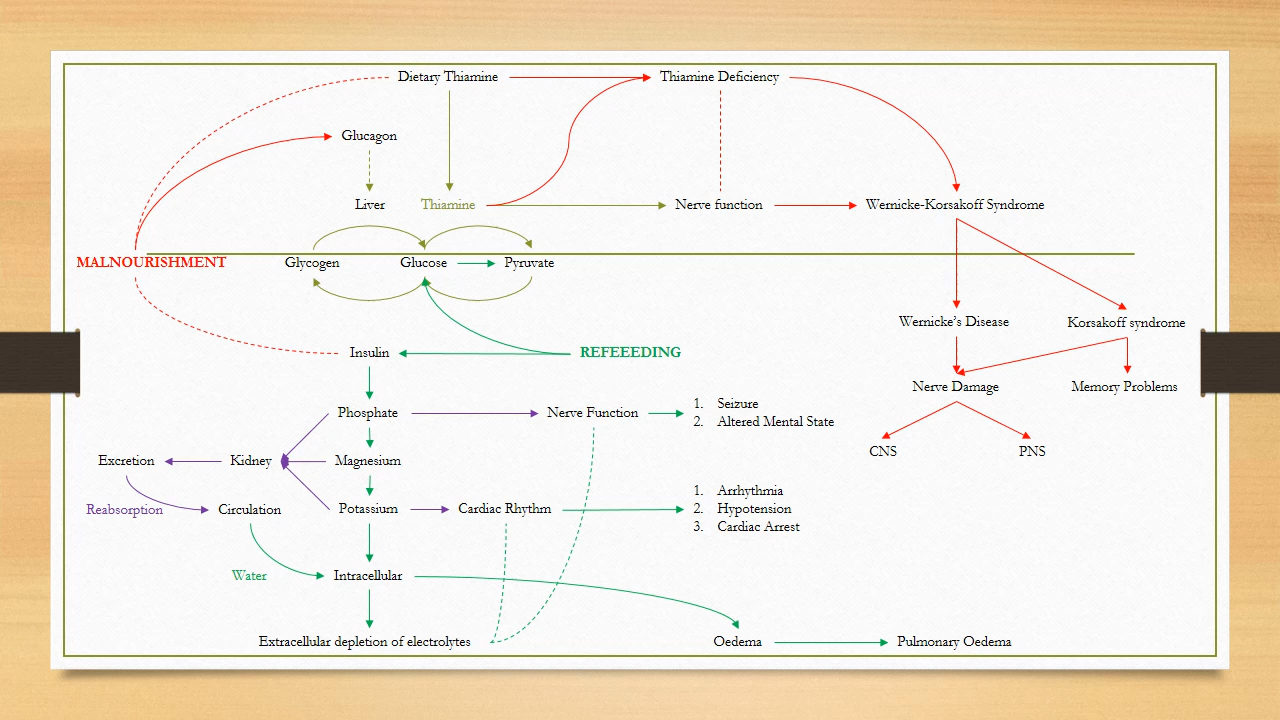 Dietary Thiamine
Thiamine Deficiency
Glucagon
Liver
Thiamine
Nerve function
Wernicke-Korsakoff Syndrome
MALNOURISHMENT
Glycogen
Glucose
Pyruvate
Wernicke's Disease
Korsakoff syndrome
Insulin
REFEEEDING
Nerve Damage
Memory Problems
Phosphate
Nerve Function
1. Seizure
2. Altered Mental State
CNS
PNS
Excretion
Kidney
Magnesium
Reabsorption
Circulation
Potassium
Cardiac Rhythm
1. Arrhythmia
2. Hypotension
3. Cardiac Arrest
Water
Intracellular
Extracellular depletion of electrolytes
Oedema
Pulmonary Oedema